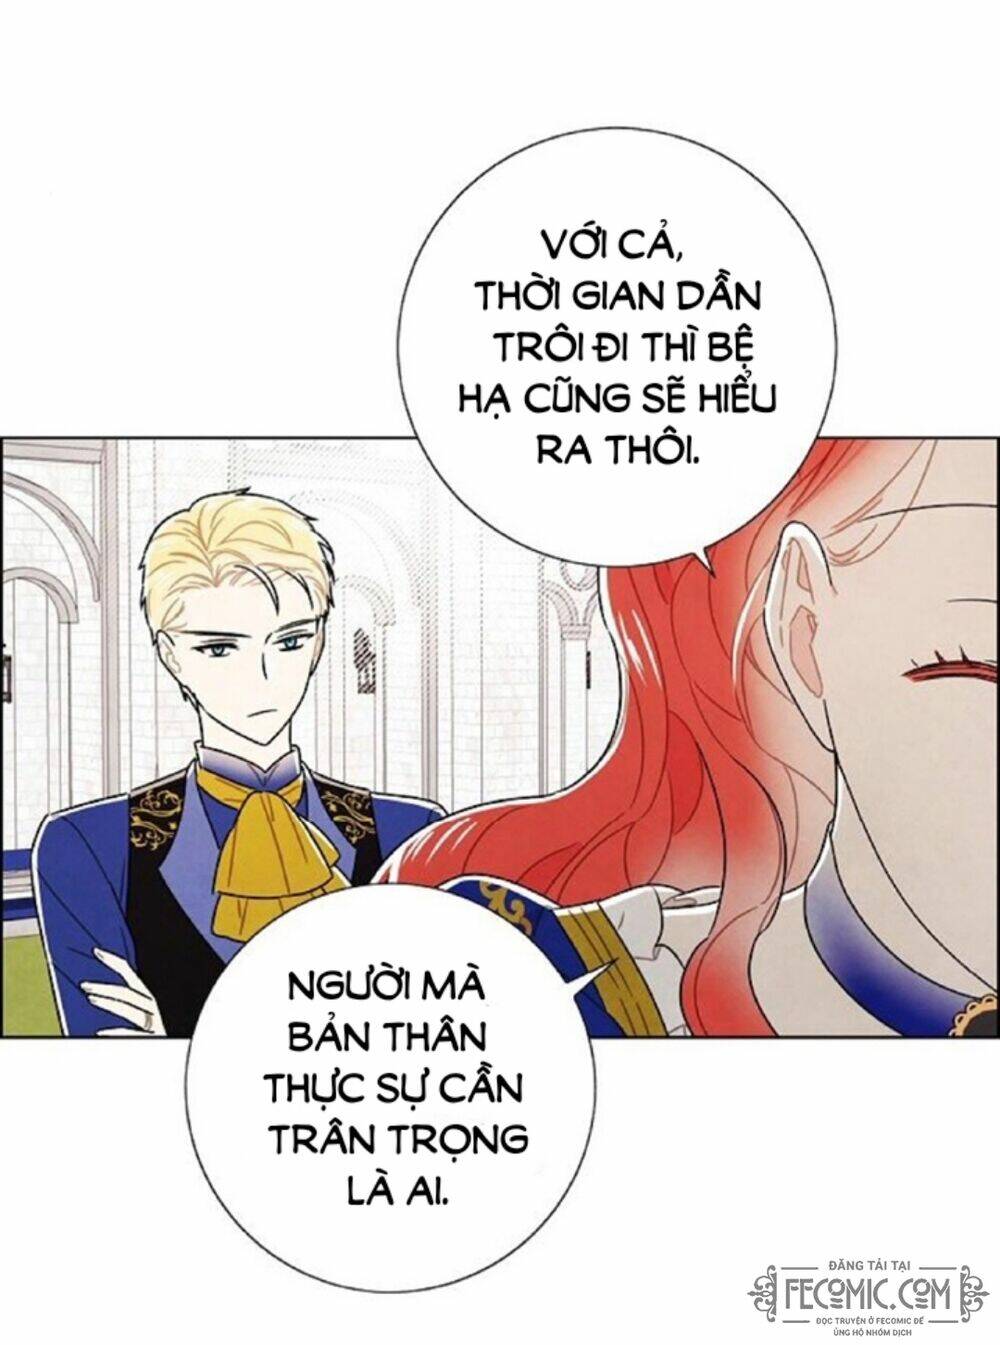 VỚI CẢ,
THỜI GIAN DẦN
TRÔI ĐI THÌ BỆ
HẠ CŨNG SẼ HIỂU
RA THÔI.
NGƯỜI MÀ
BẢN THÂN
THỰC SỰ CẦN
TRÂN TRỌNG
LÀ AI.
ĐĂNG TẢI TẠI
FECOMIC.COM
ĐỌC TRUYỆN Ở FECOMIC ĐỂ
ỦNG HỘ NHÓM DỊCH